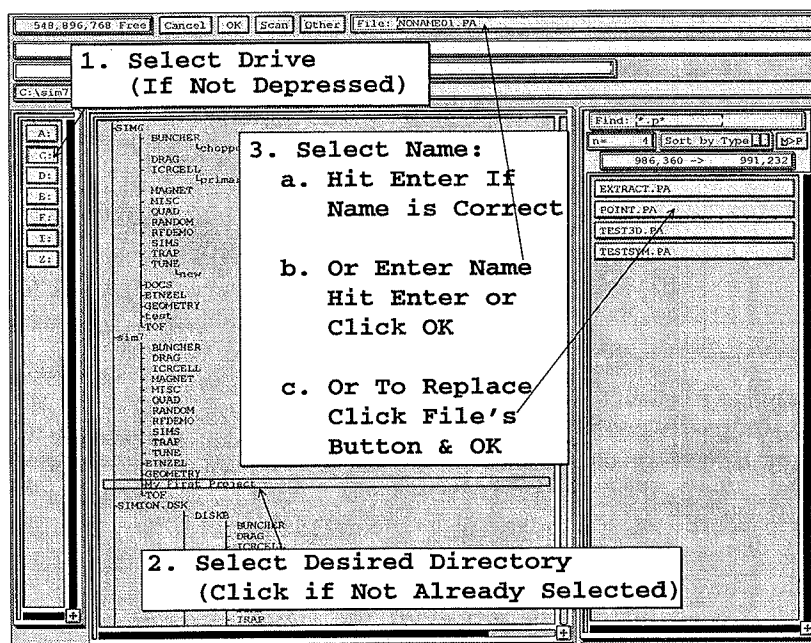 548,896,768 Free Cancel OK Scan Other File: NONAME01.PA
1. Select Drive
(If Not Depressed)
C:\sim7
A:
C:
D:
E:
F:
I:
Z:
SIM6
BUNCHER
chopp
DRAG
ICRCELL
prima
MAGNET
MISC
QUAD
RANDOM
RFDEMO
SIMS
TRAP
TUNE
new
DOCS
EINZEL
GEOMETRY
test
TOF
sim7
BUNCHER
DRAG
ICRCELL
MAGNET
MISC
QUAD
RANDOM
RFDEMO
SIMS
TRAP
TUNE
EINZEL
GEOMETRY
My First Project
TOF
SIMION.DSK
DISKB
BUNCHER
DRAG
ICRCELL
TRAP
3. Select Name:
a. Hit Enter If
Name is Correct
b. Or Enter Name
Hit Enter or
Click OK
c. Or To Replace
Click File's
Button & OK
2. Select Desired Directory
(Click if Not Already Selected)
Find: *.p*
n= 4 Sort by Type M>P
986,360 -> 991,232
EXTRACT.PA
POINT.PA
TEST3D.PA
TESTSYM.PA